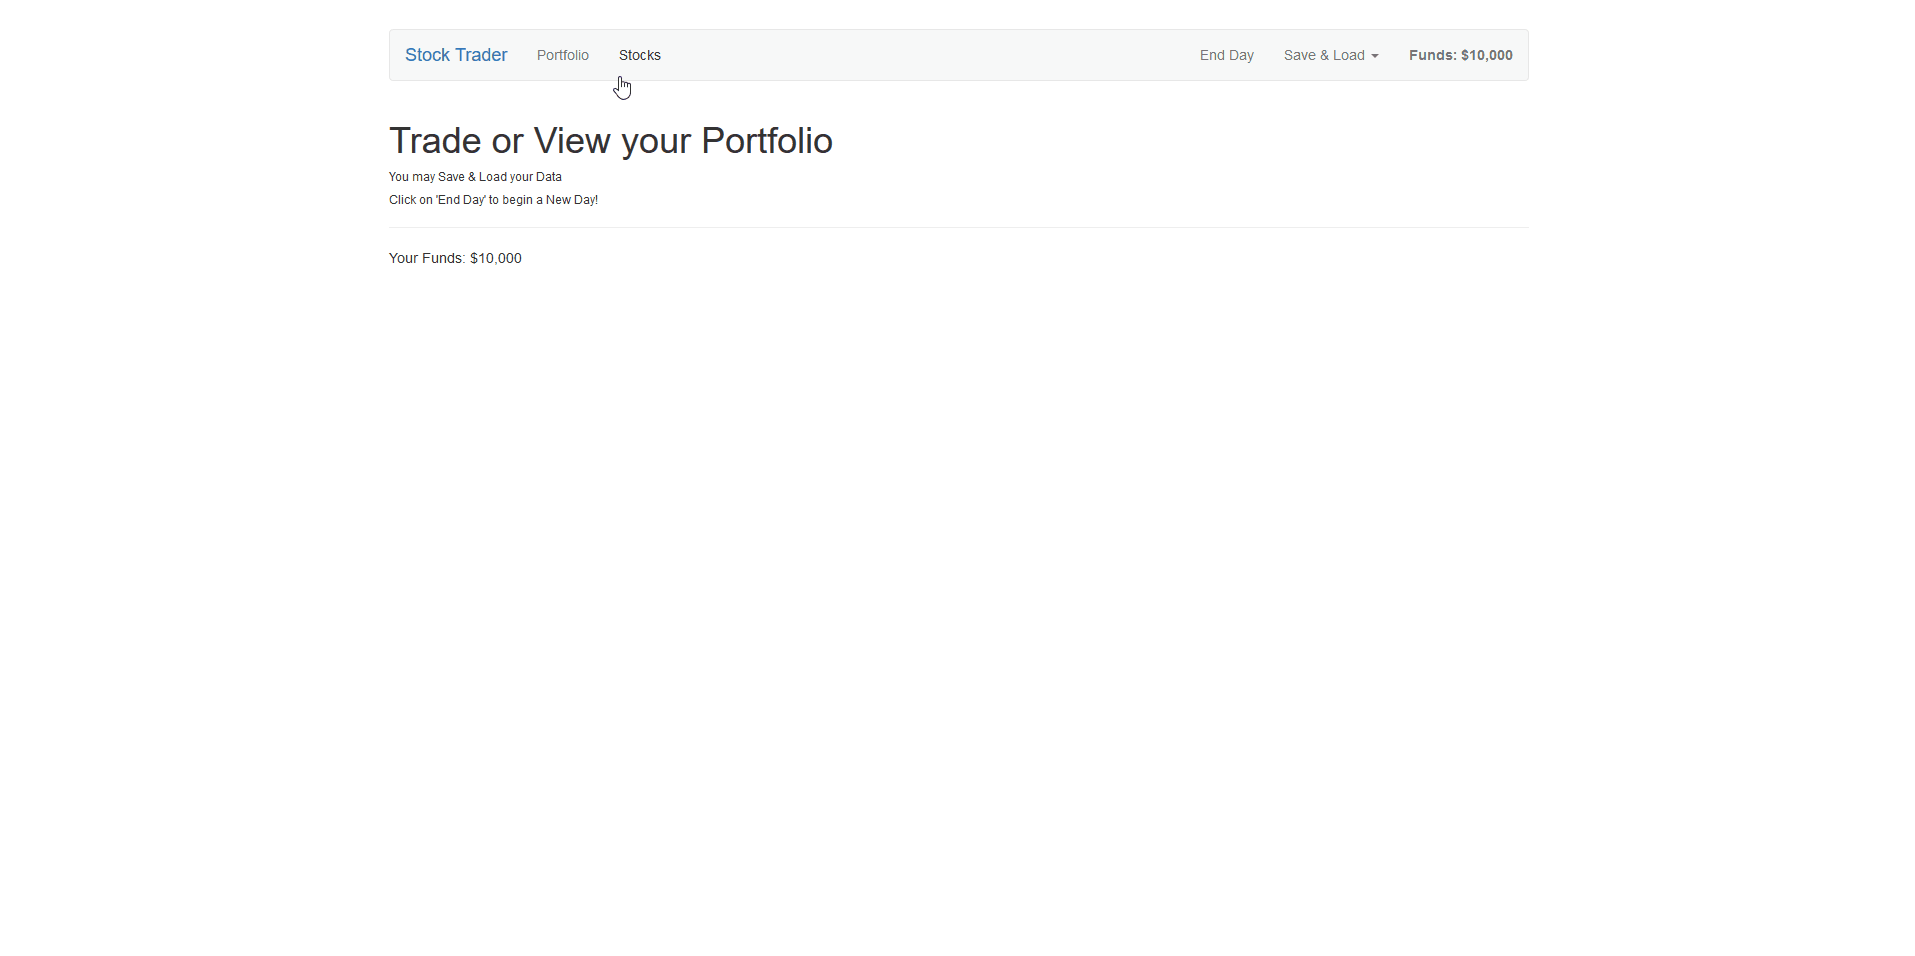 Stock Trader Portfolio Stocks End Day Save & Load Funds: $10,000
Trade or View your Portfolio
You may Save & Load your Data
Click on 'End Day' to begin a New Day!
Your Funds: $10,000